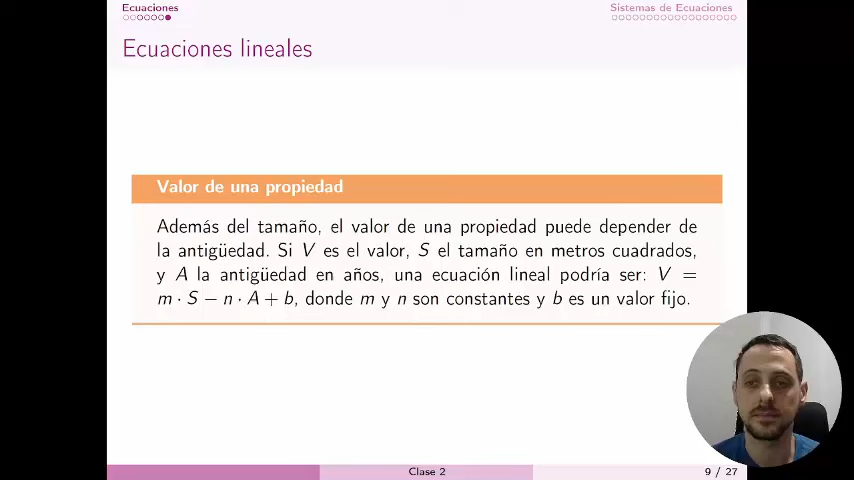 Ecuaciones
Sistemas de Ecuaciones
Ecuaciones lineales
Valor de una propiedad
Además del tamaño, el valor de una propiedad puede depender de
la antigüedad. Si V es el valor, S el tamaño en metros cuadrados,
y A la antigüedad en años, una ecuación lineal podría ser: V =
m · S − n · A + b, donde m y n son constantes y b es un valor fijo.
Clase 2
9 / 27